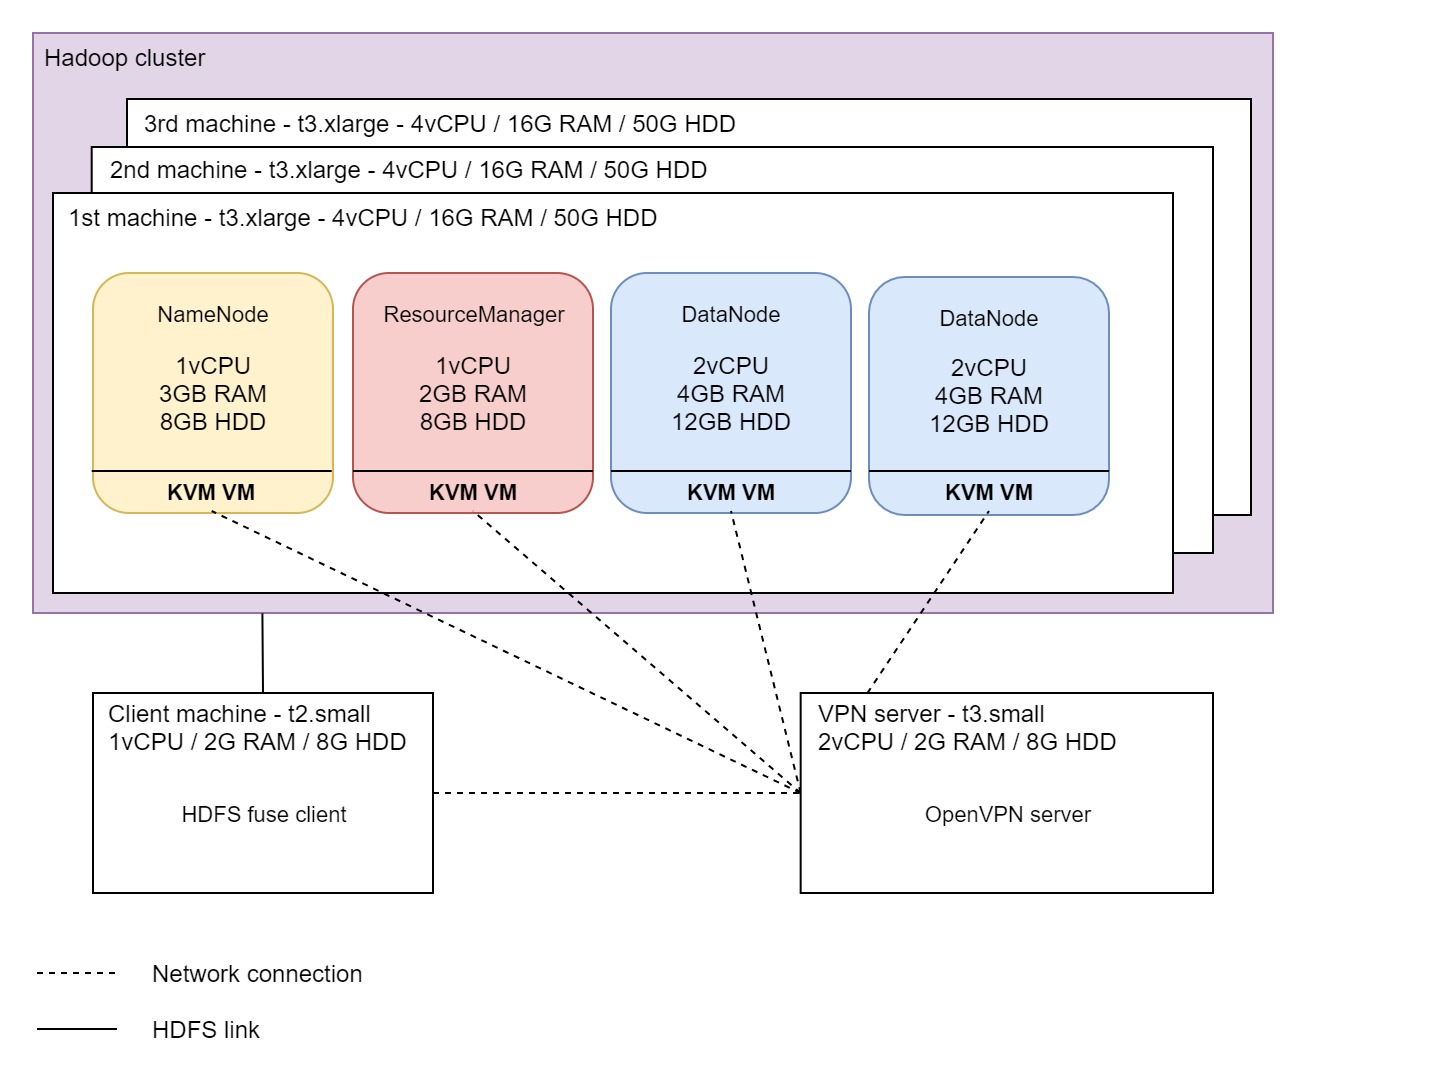 Hadoop cluster
3rd machine - t3.xlarge - 4vCPU / 16G RAM / 50G HDD
2nd machine - t3.xlarge - 4vCPU / 16G RAM / 50G HDD
1st machine - t3.xlarge - 4vCPU / 16G RAM / 50G HDD
NameNode
1vCPU
3GB RAM
8GB HDD
KVM VM
ResourceManager
1vCPU
2GB RAM
8GB HDD
KVM VM
DataNode
2vCPU
4GB RAM
12GB HDD
KVM VM
DataNode
2vCPU
4GB RAM
12GB HDD
KVM VM
Client machine - t2.small
1vCPU / 2G RAM / 8G HDD
HDFS fuse client
VPN server - t3.small
2vCPU / 2G RAM / 8G HDD
OpenVPN server
Network connection
HDFS link